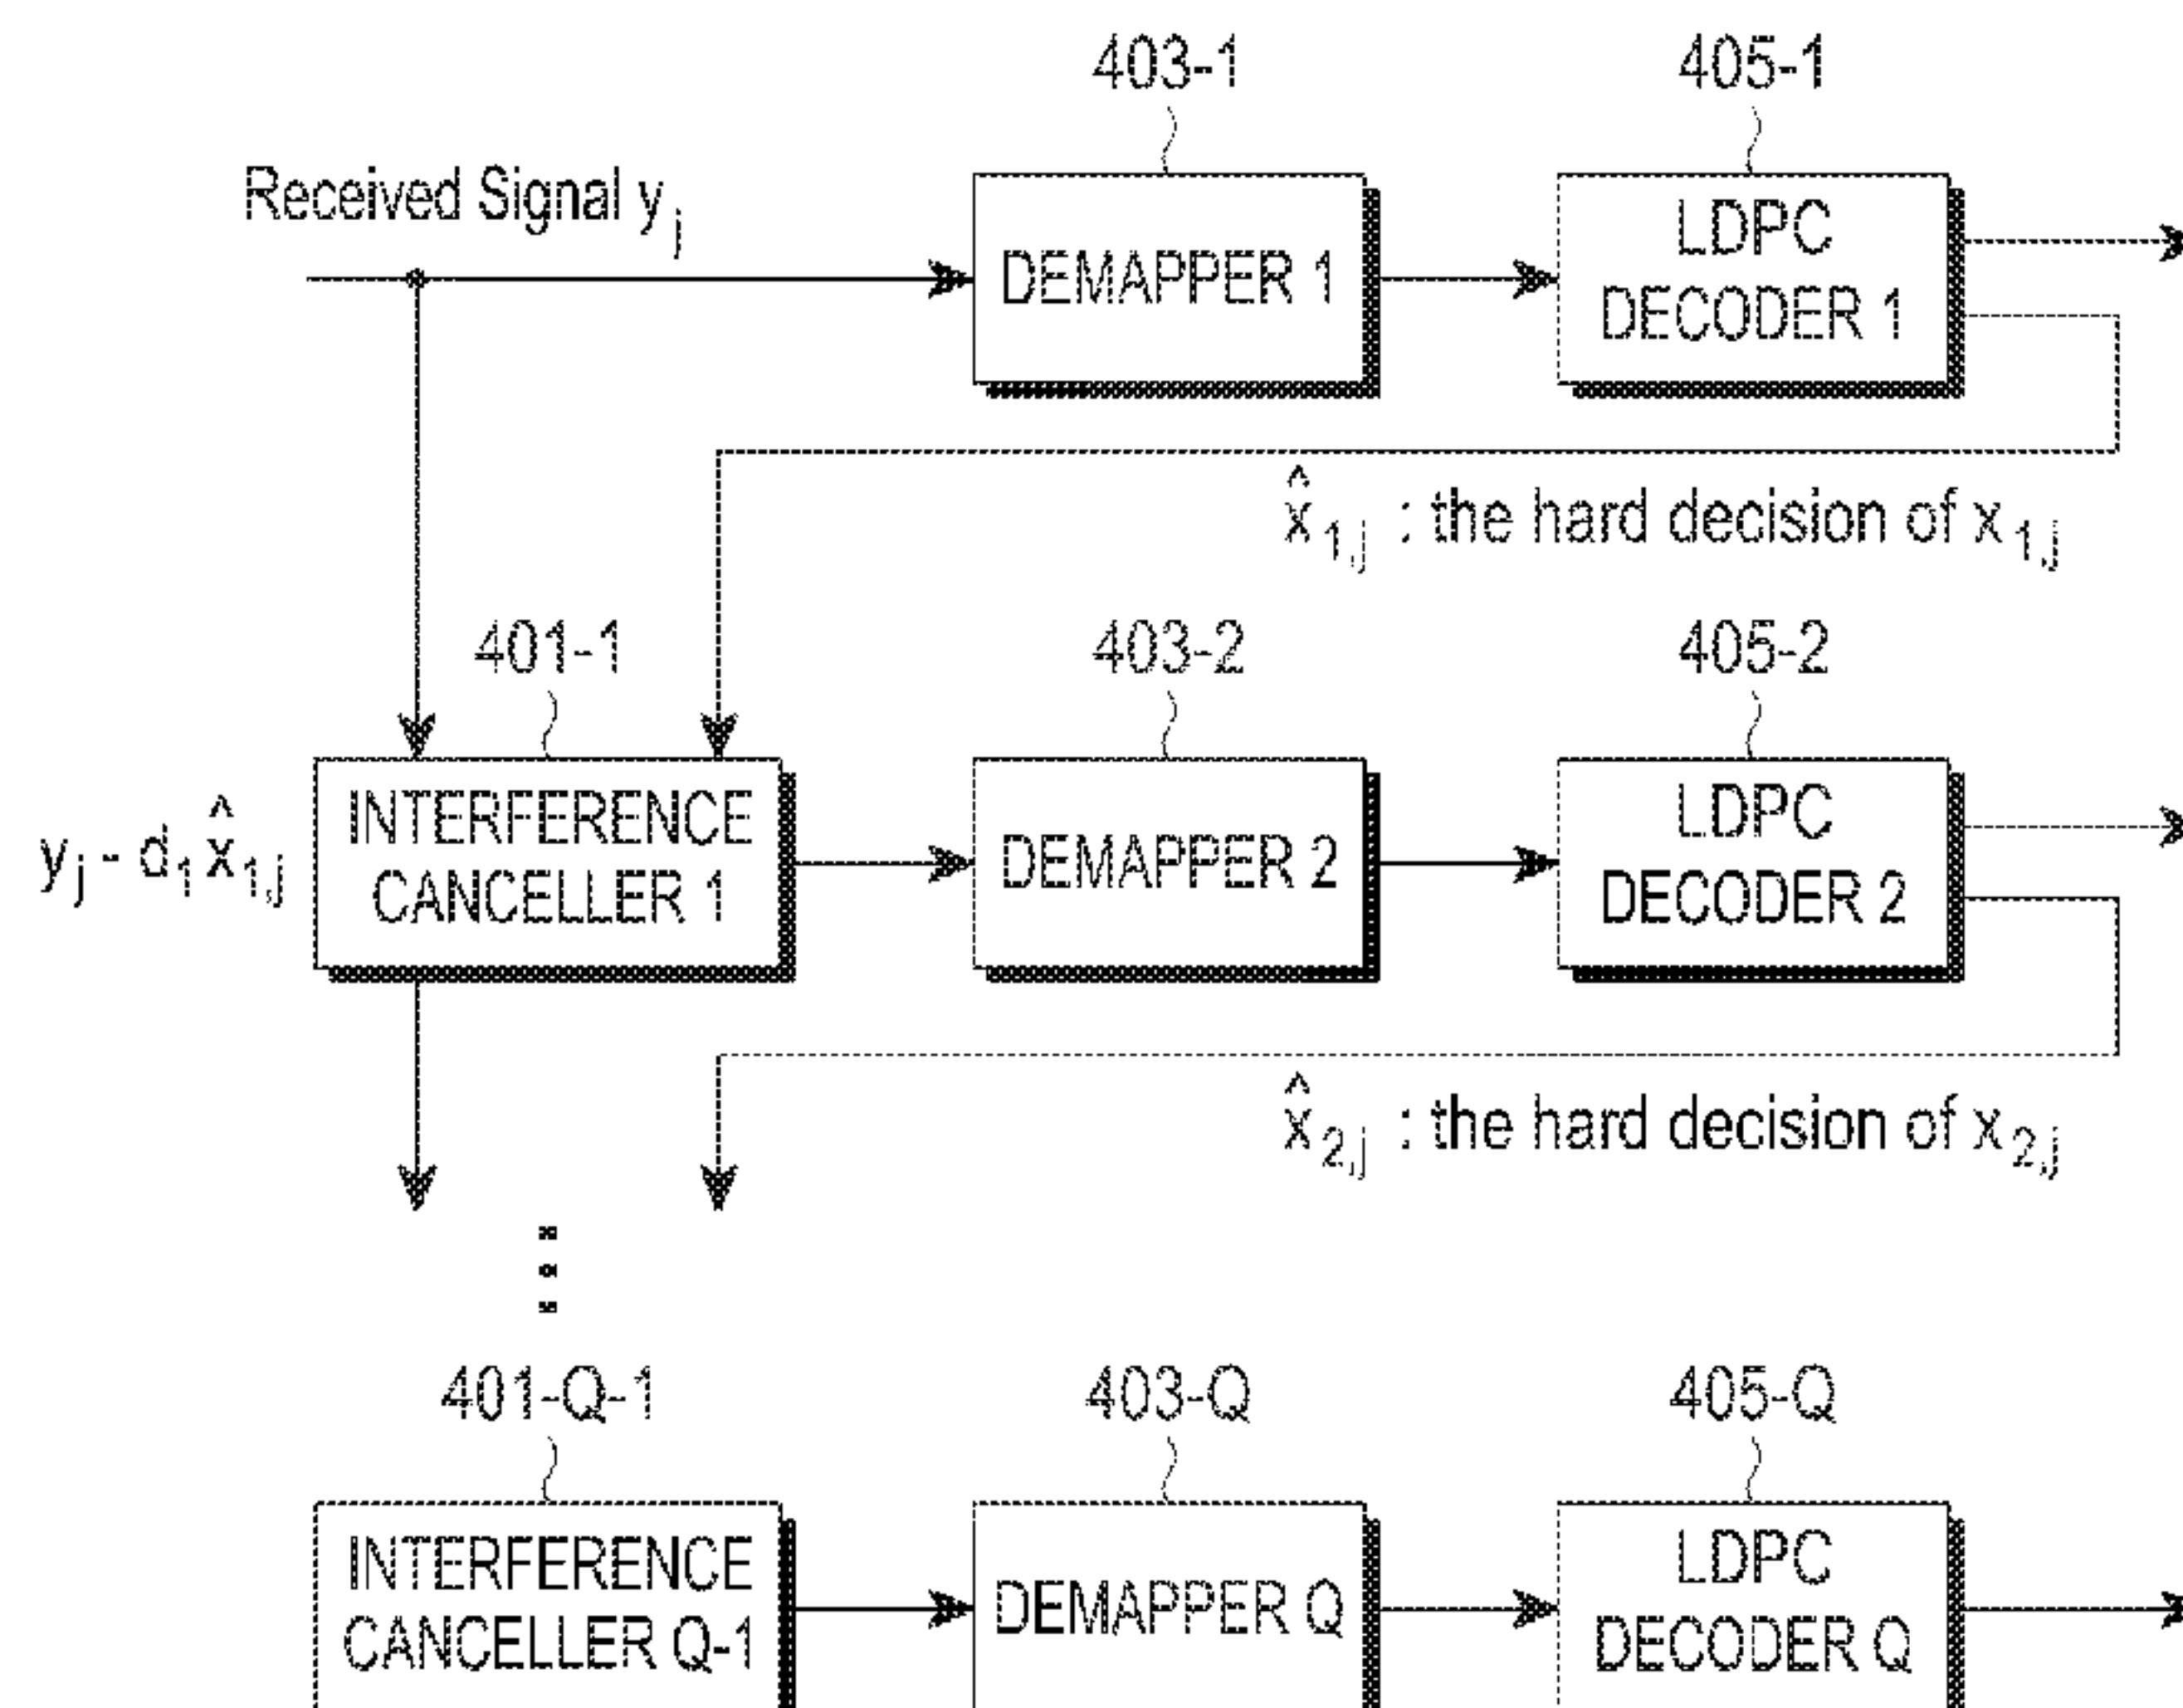 403-1 405-1
Received Signal y_j
DEMAPPER 1
LDPC
DECODER 1
x̂_1,j : the hard decision of x_1,j
401-1 403-2 405-2
y_j - d_1 x̂_1,j
INTERFERENCE
CANCELLER 1
DEMAPPER 2
LDPC
DECODER 2
x̂_2,j : the hard decision of x_2,j
401-Q-1 403-Q 405-Q
INTERFERENCE
CANCELLER Q-1
DEMAPPER Q
LDPC
DECODER Q